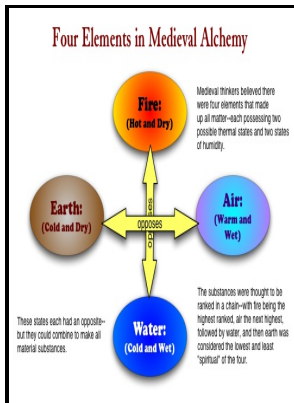 Four Elements in Medieval Alchemy
Medieval thinkers believed there
were four elements that made
up all matter--each possessing two
possible thermal states and two states
of humidity.
Fire:
(Hot and Dry)
Earth:
(Cold and Dry)
opposes
opposes
Air:
(Warm and
Wet)
The substances were thought to be
ranked in a chain--with fire being
the highest ranked, air the next highest,
followed by water, and then earth was
considered the lowest and least
"spiritual" of the four.
These states each had an opposite--
but they could combine to make all
material substances.
Water:
(Cold and Wet)